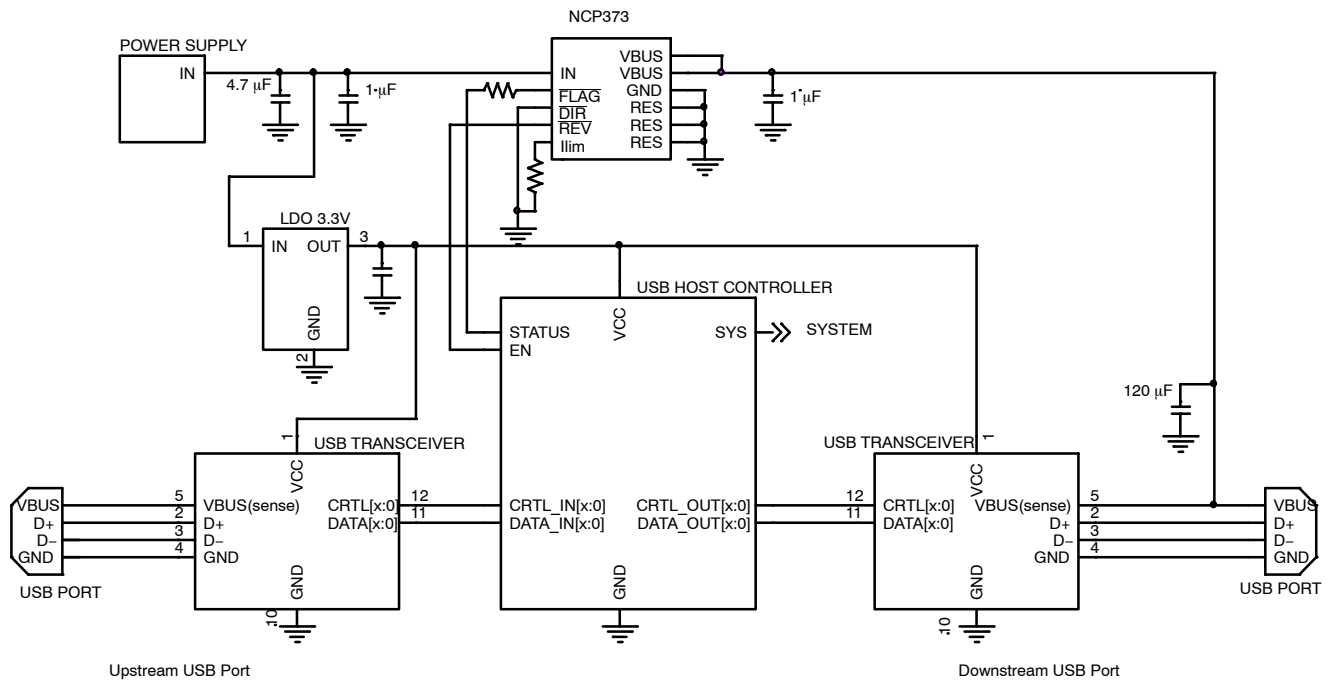 NCP373
POWER SUPPLY
IN
4.7 µF
1 µF
IN
FLAG
DIR
REV
Ilim
VBUS
VBUS
GND
RES
RES
RES
1 µF
LDO 3.3V
1
IN
OUT
3
GND
2
USB HOST CONTROLLER
VCC
STATUS
EN
SYS
SYSTEM
120 µF
1
USB TRANSCEIVER
VCC
VBUS
D+
D−
GND
USB PORT
5
2
3
4
VBUS(sense)
D+
D−
GND
CRTL[x:0]
DATA[x:0]
12
11
GND
10
CRTL_IN[x:0]
DATA_IN[x:0]
CRTL_OUT[x:0]
DATA_OUT[x:0]
GND
USB TRANSCEIVER
1
VCC
12
11
CRTL[x:0]
DATA[x:0]
VBUS(sense)
D+
D−
GND
5
2
3
4
GND
10
VBUS
D+
D−
GND
USB PORT
Upstream USB Port
Downstream USB Port